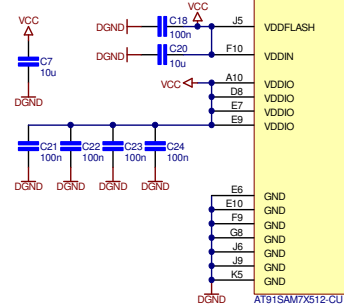 VCC
C7
10u
DGND
VCC
DGND C18 J5 VDDFLASH
100n
DGND C20 F10 VDDIN
10u
VCC A10 VDDIO
D8 VDDIO
E7 VDDIO
E9 VDDIO
C21 C22 C23 C24
100n 100n 100n 100n
DGND DGND DGND DGND
E6 GND
E10 GND
F9 GND
G8 GND
J6 GND
J9 GND
K5 GND
DGND AT91SAM7X512-CU